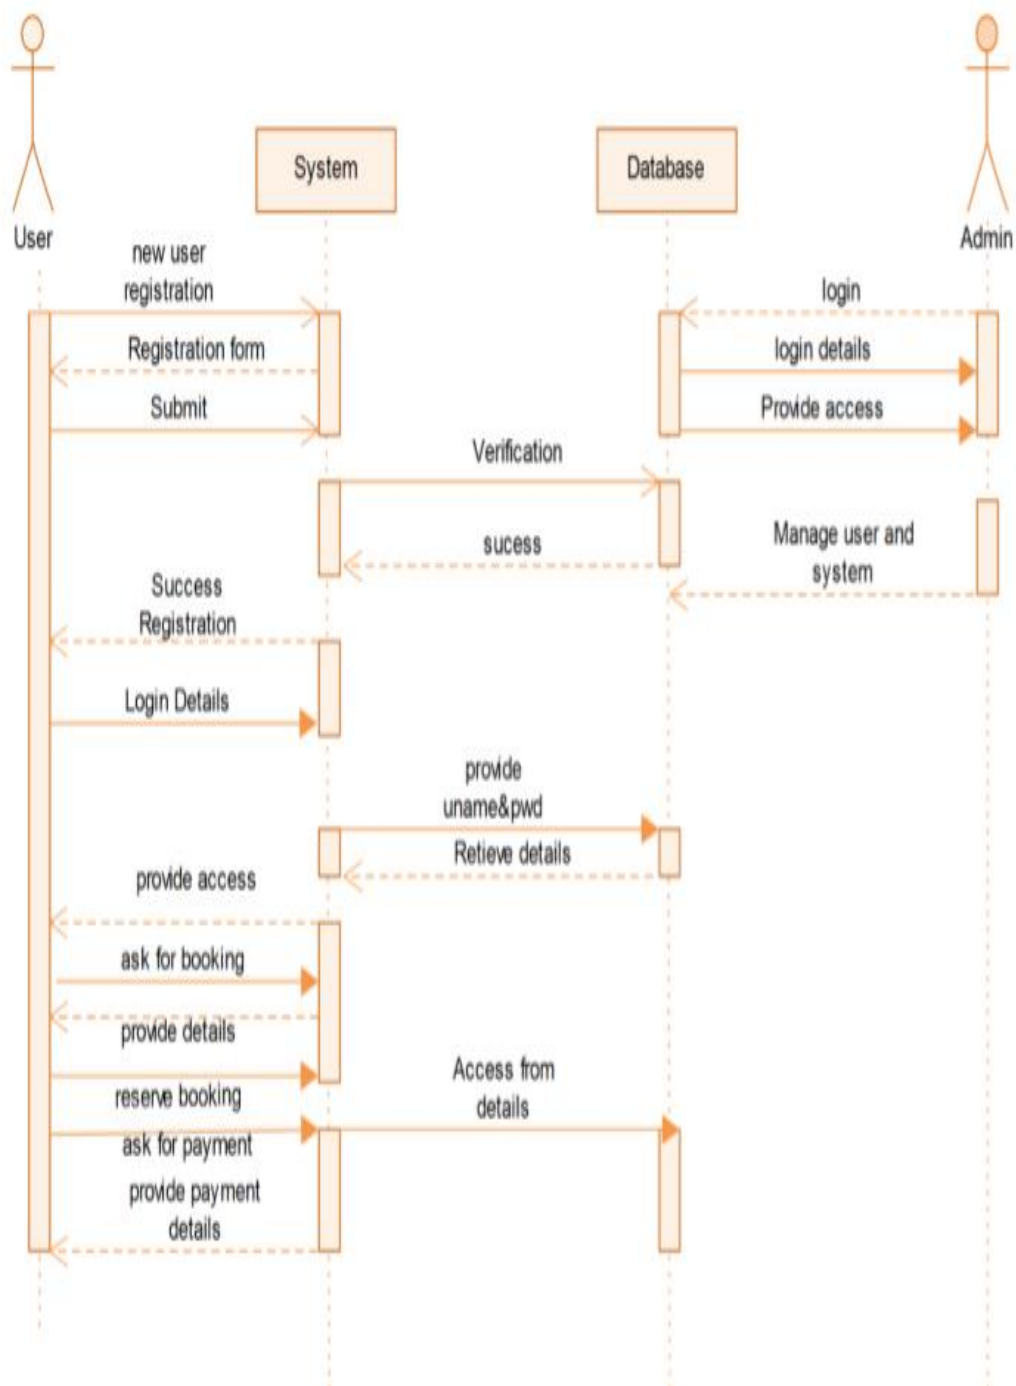 System
Database
User
Admin
new user
registration
login
Registration form
login details
Submit
Provide access
Verification
sucess
Manage user and
system
Success
Registration
Login Details
provide
uname&pwd
Retieve details
provide access
ask for booking
provide details
Access from
details
reserve booking
ask for payment
provide payment
details